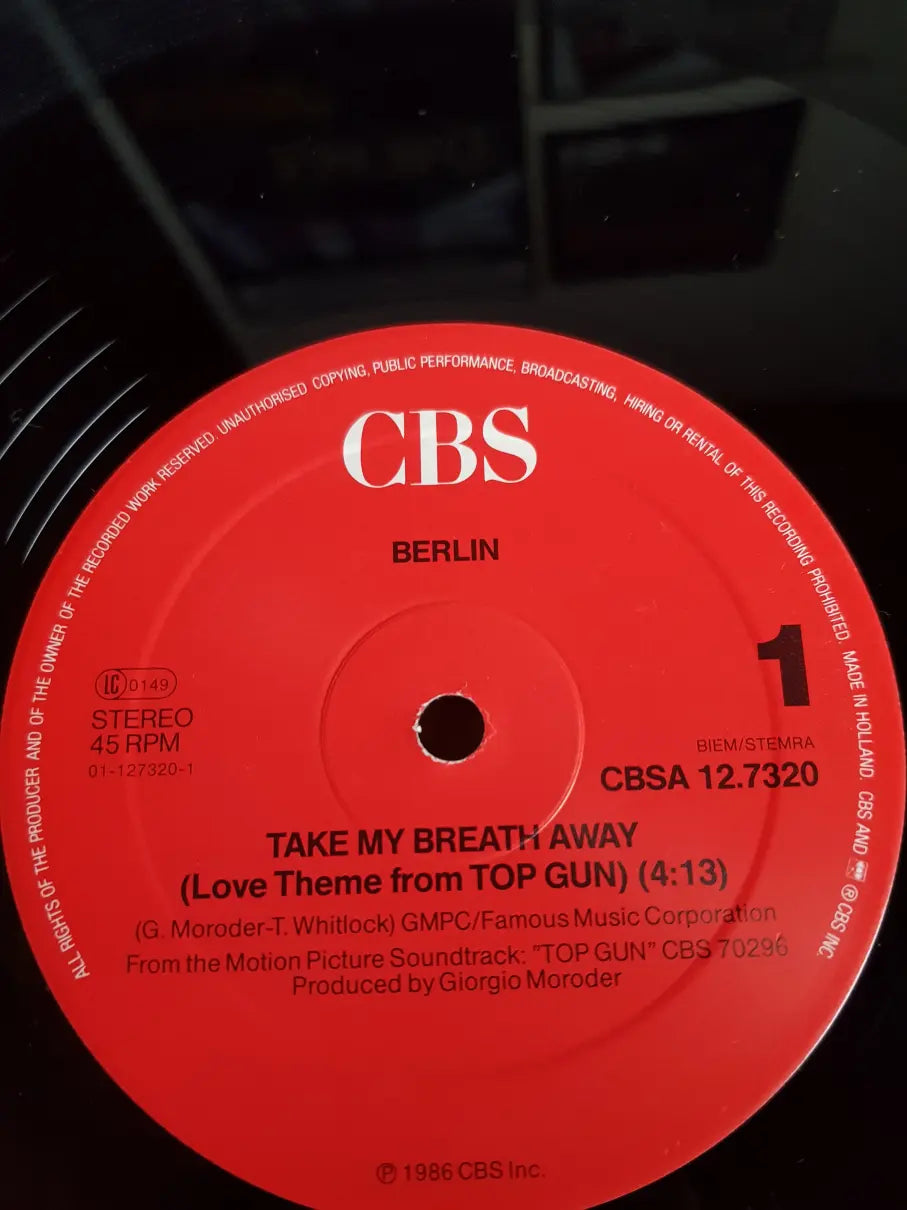 ALL RIGHTS OF THE PRODUCER AND OF THE OWNER OF THE RECORDED WORK RESERVED. UNAUTHORISED COPYING, PUBLIC PERFORMANCE, BROADCASTING, HIRING OR RENTAL OF THIS RECORDING PROHIBITED. MADE IN HOLLAND. CBS AND ® CBS INC.
CBS
BERLIN
1
LC 0149
STEREO
45 RPM
01-127320-1
BIEM/STEMRA
CBSA 12.7320
TAKE MY BREATH AWAY
(Love Theme from TOP GUN) (4:13)
(G. Moroder-T. Whitlock) GMPC/Famous Music Corporation
From the Motion Picture Soundtrack: "TOP GUN" CBS 70296
Produced by Giorgio Moroder
℗ 1986 CBS Inc.